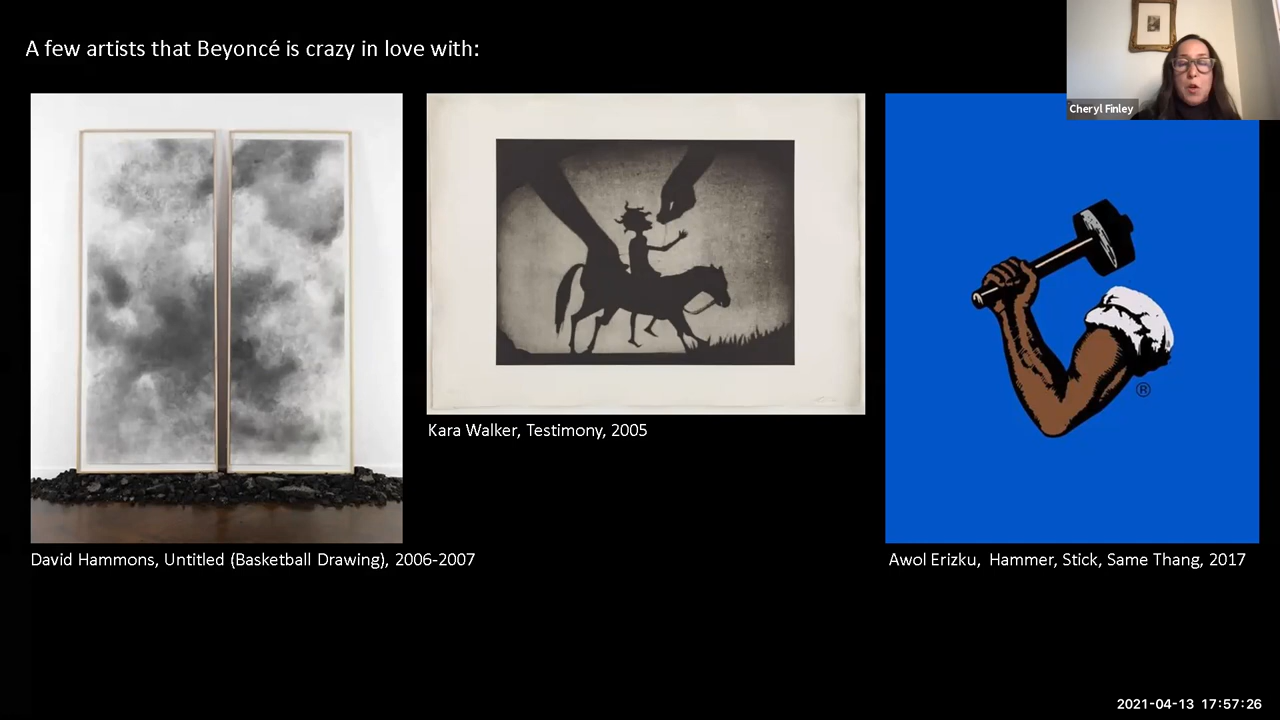 A few artists that Beyoncé is crazy in love with:
Cheryl Finley
Kara Walker, Testimony, 2005
®
David Hammons, Untitled (Basketball Drawing), 2006-2007
Awol Erizku,  Hammer, Stick, Same Thang, 2017
2021-04-13 17:57:26